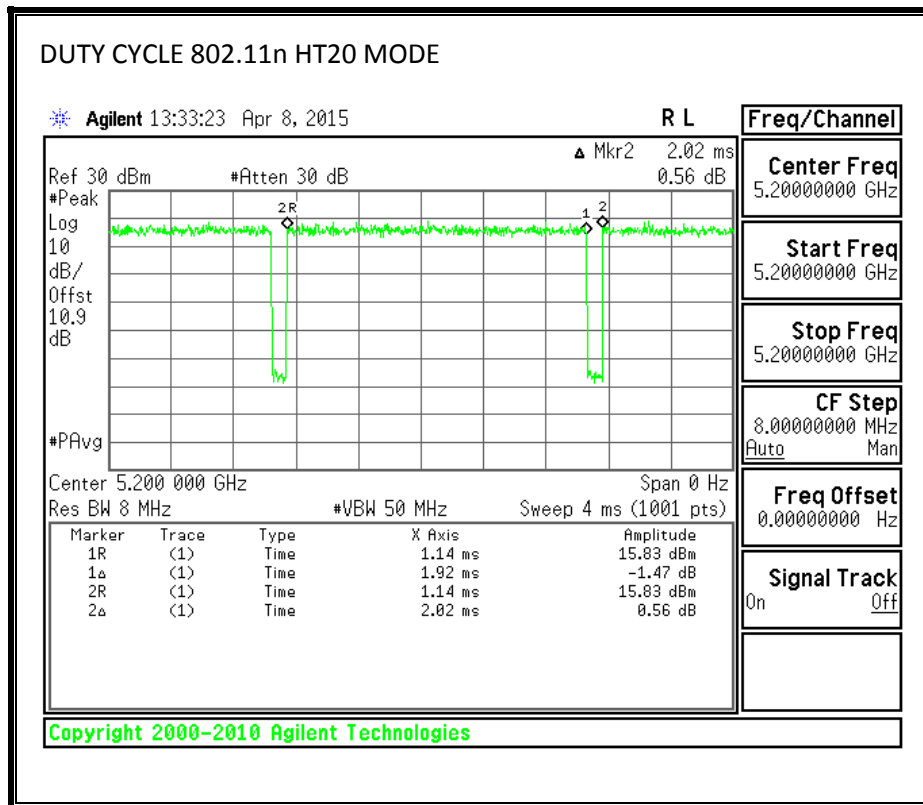 DUTY CYCLE 802.11n HT20 MODE
Agilent 13:33:23 Apr 8, 2015 R L
Δ Mkr2 2.02 ms
Ref 30 dBm #Atten 30 dB 0.56 dB
#Peak
Log
10
dB/
Offst
10.9
dB
#PAvg
2R
1 2
Center 5.200 000 GHz Span 0 Hz
Res BW 8 MHz #VBW 50 MHz Sweep 4 ms (1001 pts)
Marker Trace Type X Axis Amplitude
1R (1) Time 1.14 ms 15.83 dBm
1Δ (1) Time 1.92 ms -1.47 dB
2R (1) Time 1.14 ms 15.83 dBm
2Δ (1) Time 2.02 ms 0.56 dB
Freq/Channel
Center Freq
5.20000000 GHz
Start Freq
5.20000000 GHz
Stop Freq
5.20000000 GHz
CF Step
8.00000000 MHz
Auto Man
Freq Offset
0.00000000 Hz
Signal Track
On Off
Copyright 2000-2010 Agilent Technologies